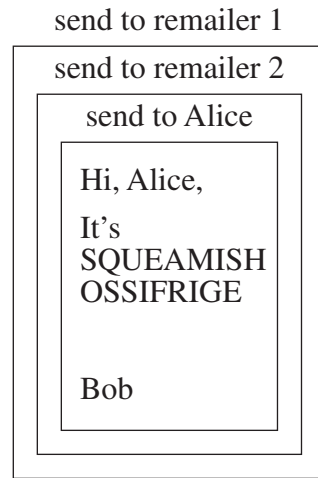 send to remailer 1
send to remailer 2
send to Alice
Hi, Alice,
It’s
SQUEAMISH
OSSIFRIGE
Bob